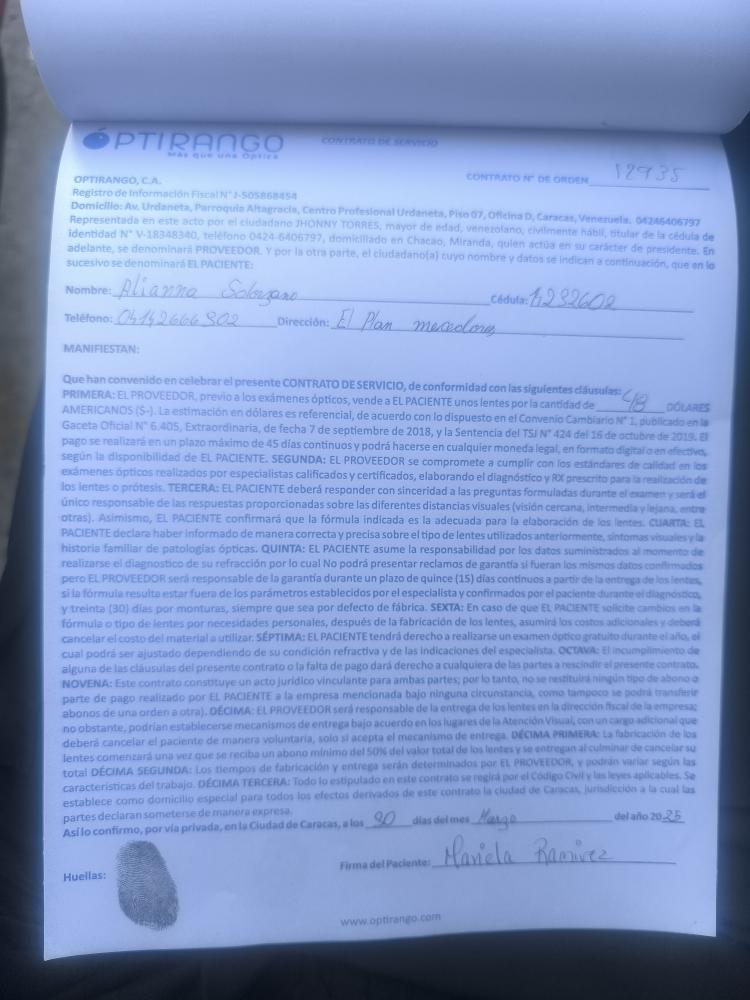 OPTIRANGO
Más que una Óptica
CONTRATO DE SERVICIO
CONTRATO N° DE ORDEN 12935
OPTIRANGO, C.A.
Registro de Información Fiscal N° J-505868454
Domicilio: Av. Urdaneta, Parroquia Altagracia, Centro Profesional Urdaneta, Piso 07, Oficina D, Caracas, Venezuela. 04246406797
Representada en este acto por el ciudadano JHONNY TORRES, mayor de edad, venezolano, civilmente hábil, titular de la cédula de
identidad N° V-18348340, teléfono 0424-6406797, domiciliado en Chacao, Miranda, quien actúa en su carácter de presidente. En
adelante, se denominará PROVEEDOR. Y por la otra parte, el ciudadano(a) cuyo nombre y datos se indican a continuación, que en lo
sucesivo se denominará EL PACIENTE:
Nombre: Alianna Solorzano Cédula:
Teléfono: Dirección: El Plan
MANIFIESTAN:
Que han convenido en celebrar el presente CONTRATO DE SERVICIO, de conformidad con las siguientes cláusulas:
PRIMERA: EL PROVEEDOR, previo a los exámenes ópticos, vende a EL PACIENTE unos lentes por la cantidad de 48 DÓLARES
AMERICANOS ($-). La estimación en dólares es referencial, de acuerdo con lo dispuesto en el Convenio Cambiario N° 1, publicado en la
Gaceta Oficial N° 6.405, Extraordinaria, de fecha 7 de septiembre de 2018, y la Sentencia del TSJ N° 424 del 16 de octubre de 2019. El
pago se realizará en un plazo máximo de 45 días continuos y podrá hacerse en cualquier moneda legal, en formato digital o en efectivo,
según la disponibilidad de EL PACIENTE. SEGUNDA: EL PROVEEDOR se compromete a cumplir con los estándares de calidad en los
exámenes ópticos realizados por especialistas calificados y certificados, elaborando el diagnóstico y RX prescrito para la realización de
los lentes o prótesis. TERCERA: EL PACIENTE deberá responder con sinceridad a las preguntas formuladas durante el examen y será el
único responsable de las respuestas proporcionadas sobre las diferentes distancias visuales (visión cercana, intermedia y lejana, entre
otras). Asimismo, EL PACIENTE confirmará que la fórmula indicada es la adecuada para la elaboración de los lentes. CUARTA: EL
PACIENTE declara haber informado de manera correcta y precisa sobre el tipo de lentes utilizados anteriormente, síntomas visuales y la
historia familiar de patologías ópticas. QUINTA: EL PACIENTE asume la responsabilidad por los datos suministrados al momento de
realizarse el diagnostico de su refracción por lo cual No podrá presentar reclamos de garantía si fueran los mismos datos confirmados
pero EL PROVEEDOR será responsable de la garantía durante un plazo de quince (15) días continuos a partir de la entrega de los lentes,
si la fórmula resulta estar fuera de los parámetros establecidos por el especialista y confirmados por el paciente durante el diagnóstico,
y treinta (30) días por monturas, siempre que sea por defecto de fábrica. SEXTA: En caso de que EL PACIENTE solicite cambios en la
fórmula o tipo de lentes por necesidades personales, después de la fabricación de los lentes, asumirá los costos adicionales y deberá
cancelar el costo del material a utilizar. SÉPTIMA: EL PACIENTE tendrá derecho a realizarse un examen óptico gratuito durante el año, el
cual podrá ser ajustado dependiendo de su condición refractiva y de las indicaciones del especialista. OCTAVA: El incumplimiento de
alguna de las cláusulas del presente contrato o la falta de pago dará derecho a cualquiera de las partes a rescindir el presente contrato.
NOVENA: Este contrato constituye un acto jurídico vinculante para ambas partes; por lo tanto, no se restituirá ningún tipo de abono o
parte de pago realizado por EL PACIENTE a la empresa mencionada bajo ninguna circunstancia, como tampoco se podrá transferir
abonos de una orden a otra). DÉCIMA: EL PROVEEDOR será responsable de la entrega de los lentes en la dirección fiscal de la empresa;
no obstante, podrían establecerse mecanismos de entrega bajo acuerdo en los lugares de la Atención Visual, con un cargo adicional que
deberá cancelar el paciente de manera voluntaria, solo si acepta el mecanismo de entrega. DÉCIMA PRIMERA: La fabricación de los
lentes comenzará una vez que se reciba un abono mínimo del 50% del valor total de los lentes y se entregan al culminar de cancelar su
total DÉCIMA SEGUNDA: Los tiempos de fabricación y entrega serán determinados por EL PROVEEDOR, y podrán variar según las
características del trabajo. DÉCIMA TERCERA: Todo lo estipulado en este contrato se regirá por el Código Civil y las leyes aplicables. Se
establece como domicilio especial para todos los efectos derivados de este contrato la ciudad de Caracas, jurisdicción a la cual las
partes declaran someterse de manera expresa.
Así lo confirmo, por vía privada, en la Ciudad de Caracas, a los días del mes Marzo del año 2025
Huellas:
Firma del Paciente: Mariela Ramirez
www.optirango.com